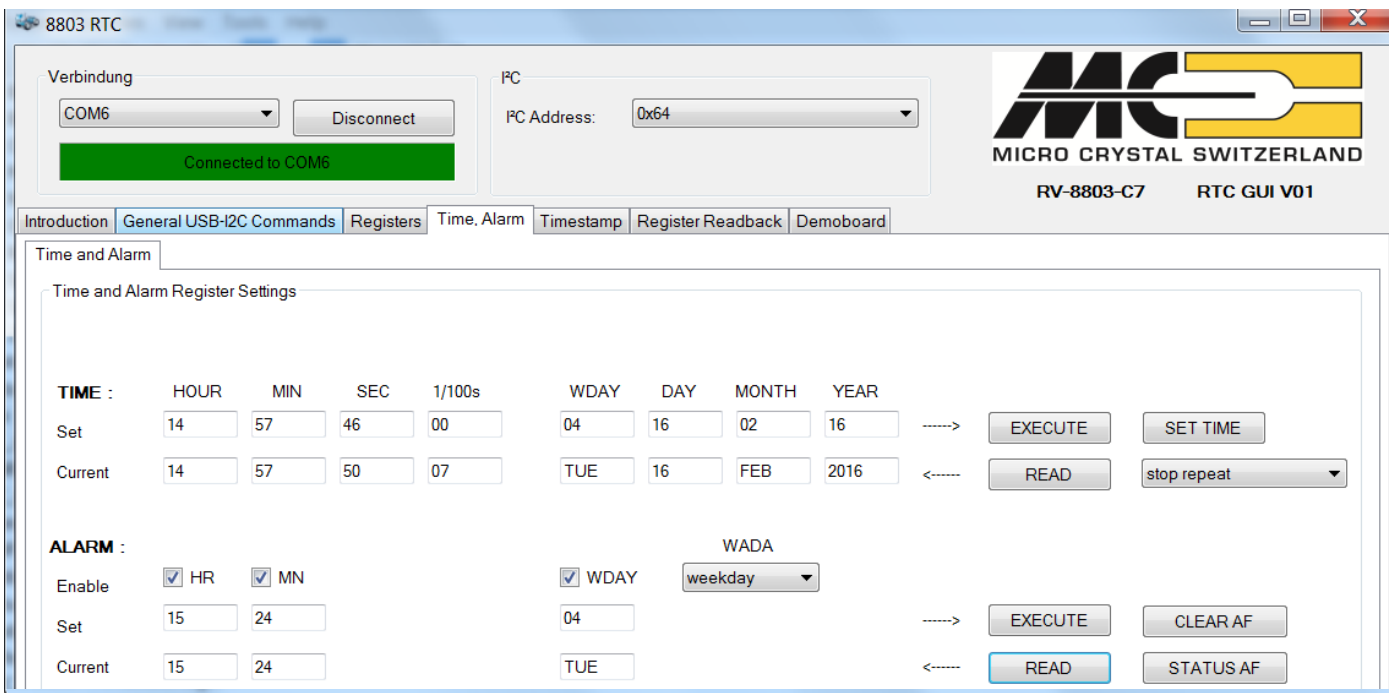 8803 RTC
Verbindung
COM6
Disconnect
Connected to COM6
I²C
I²C Address:
0x64
MC
MICRO CRYSTAL SWITZERLAND
RV-8803-C7 RTC GUI V01
Introduction General USB-I2C Commands Registers Time, Alarm Timestamp Register Readback Demoboard
Time and Alarm
Time and Alarm Register Settings
TIME : HOUR MIN SEC 1/100s WDAY DAY MONTH YEAR
Set 14 57 46 00 04 16 02 16 ------> EXECUTE SET TIME
Current 14 57 50 07 TUE 16 FEB 2016 <------ READ stop repeat
ALARM : WADA
Enable HR MN WDAY weekday
Set 15 24 04 ------> EXECUTE CLEAR AF
Current 15 24 TUE <------ READ STATUS AF